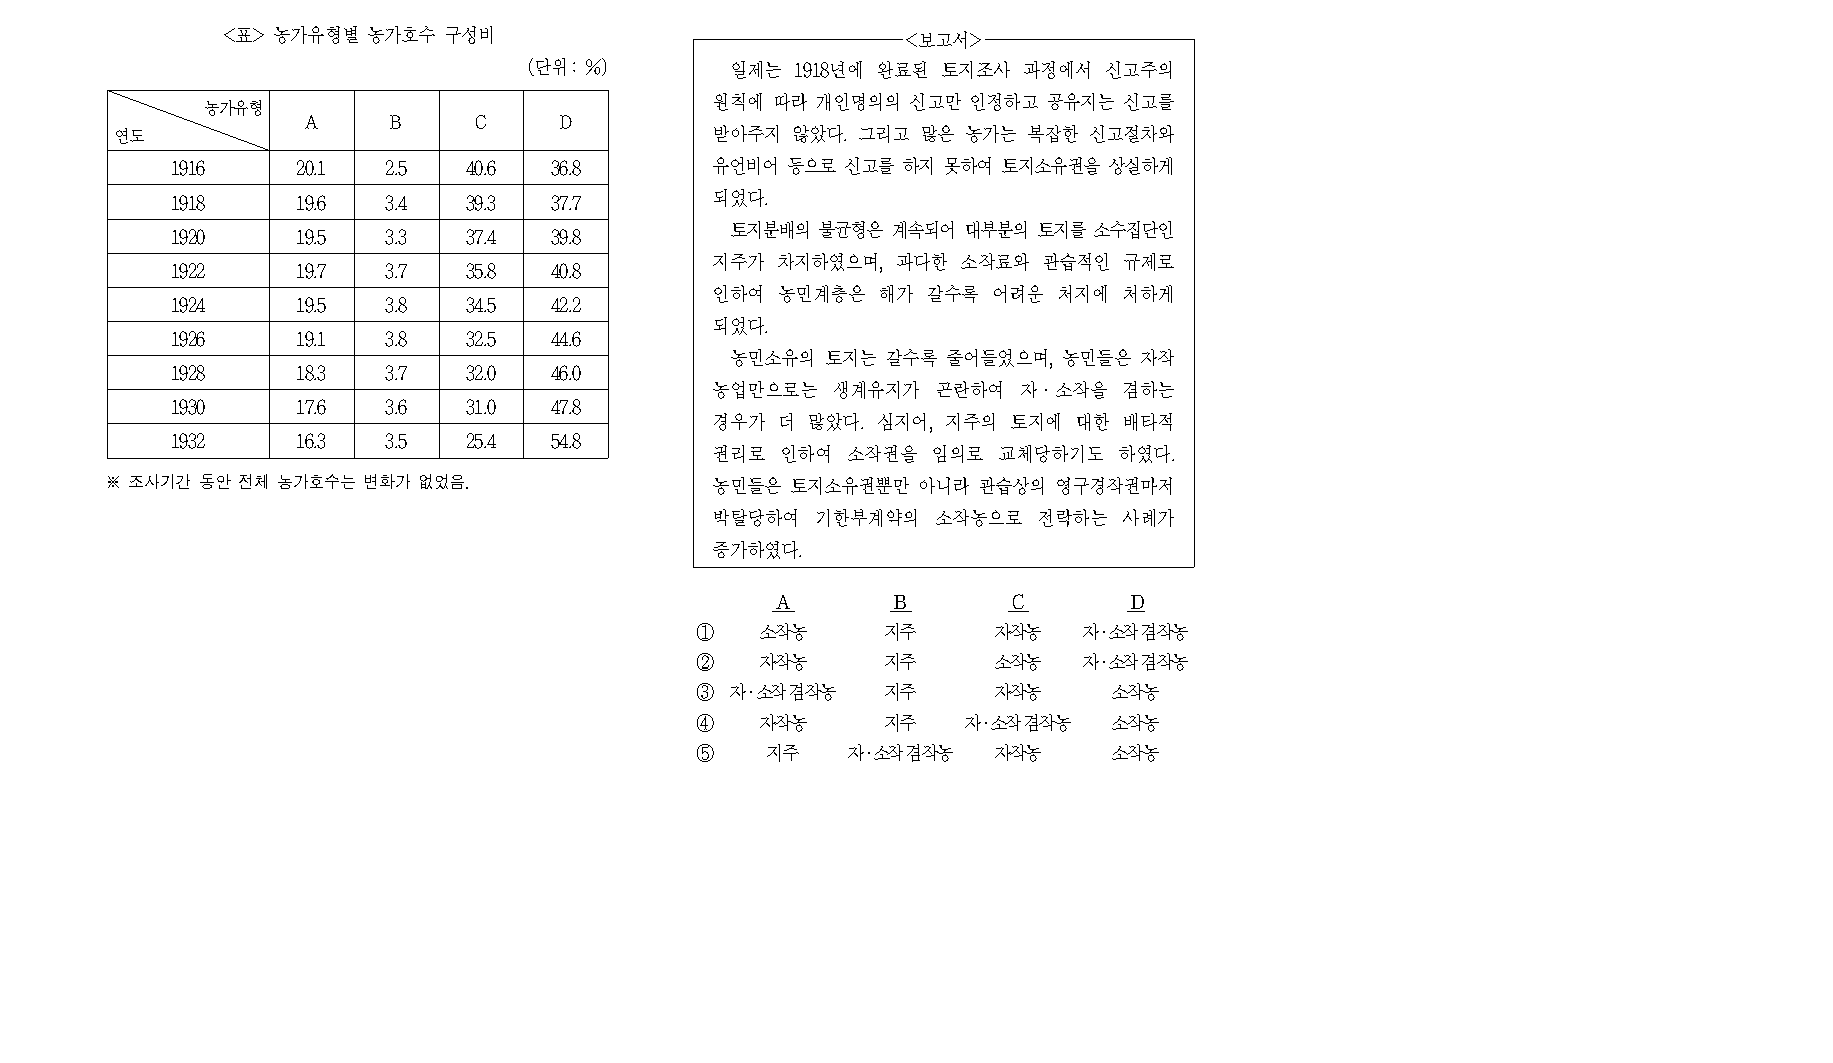 <표> 농가유형별 농가호수 구성비
(단위 : %)
농가유형
연도
A B C D
1916 20.1 2.5 40.6 36.8
1918 19.6 3.4 39.3 37.7
1920 19.5 3.3 37.4 39.8
1922 19.7 3.7 35.8 40.8
1924 19.5 3.8 34.5 42.2
1926 19.1 3.8 32.5 44.6
1928 18.3 3.7 32.0 46.0
1930 17.6 3.6 31.0 47.8
1932 16.3 3.5 25.4 54.8
※ 조사기간 동안 전체 농가호수는 변화가 없었음.
<보고서>
일제는 1918년에 완료된 토지조사 과정에서 신고주의
원칙에 따라 개인명의의 신고만 인정하고 공유지는 신고를
받아주지 않았다. 그리고 많은 농가는 복잡한 신고절차와
유언비어 등으로 신고를 하지 못하여 토지소유권을 상실하게
되었다.
토지분배의 불균형은 계속되어 대부분의 토지를 소수집단인
지주가 차지하였으며, 과다한 소작료와 관습적인 규제로
인하여 농민계층은 해가 갈수록 어려운 처지에 처하게
되었다.
농민소유의 토지는 갈수록 줄어들었으며, 농민들은 자작
농업만으로는 생계유지가 곤란하여 자·소작을 겸하는
경우가 더 많았다. 심지어, 지주의 토지에 대한 배타적
권리로 인하여 소작권을 임의로 교체당하기도 하였다.
농민들은 토지소유권뿐만 아니라 관습상의 영구경작권마저
박탈당하여 기한부계약의 소작농으로 전락하는 사례가
증가하였다.
A B C D
① 소작농 지주 자작농 자·소작 겸작농
② 자작농 지주 소작농 자·소작 겸작농
③ 자·소작 겸작농 지주 자작농 소작농
④ 자작농 지주 자·소작 겸작농 소작농
⑤ 지주 자·소작 겸작농 자작농 소작농